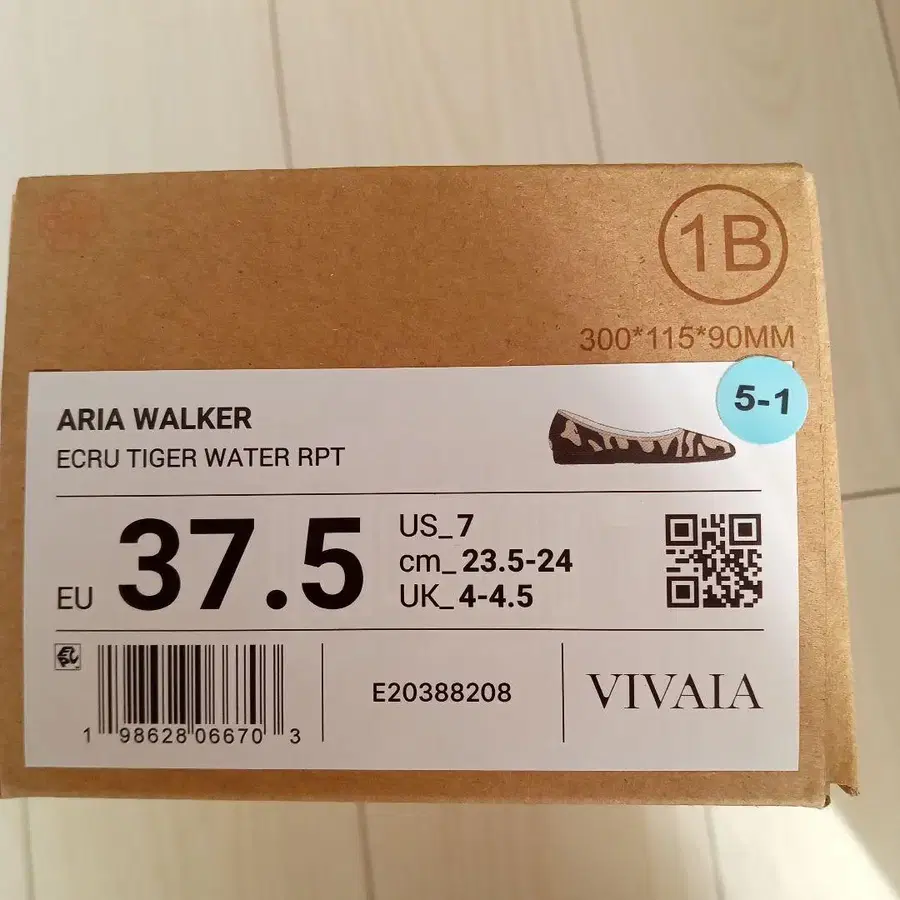 1B
300*115*90MM
5-1
ARIA WALKER
ECRU TIGER WATER RPT
EU 37.5
US_7
cm_23.5-24
UK_4-4.5
1 98628 06670 3
E20388208
VIVAIA